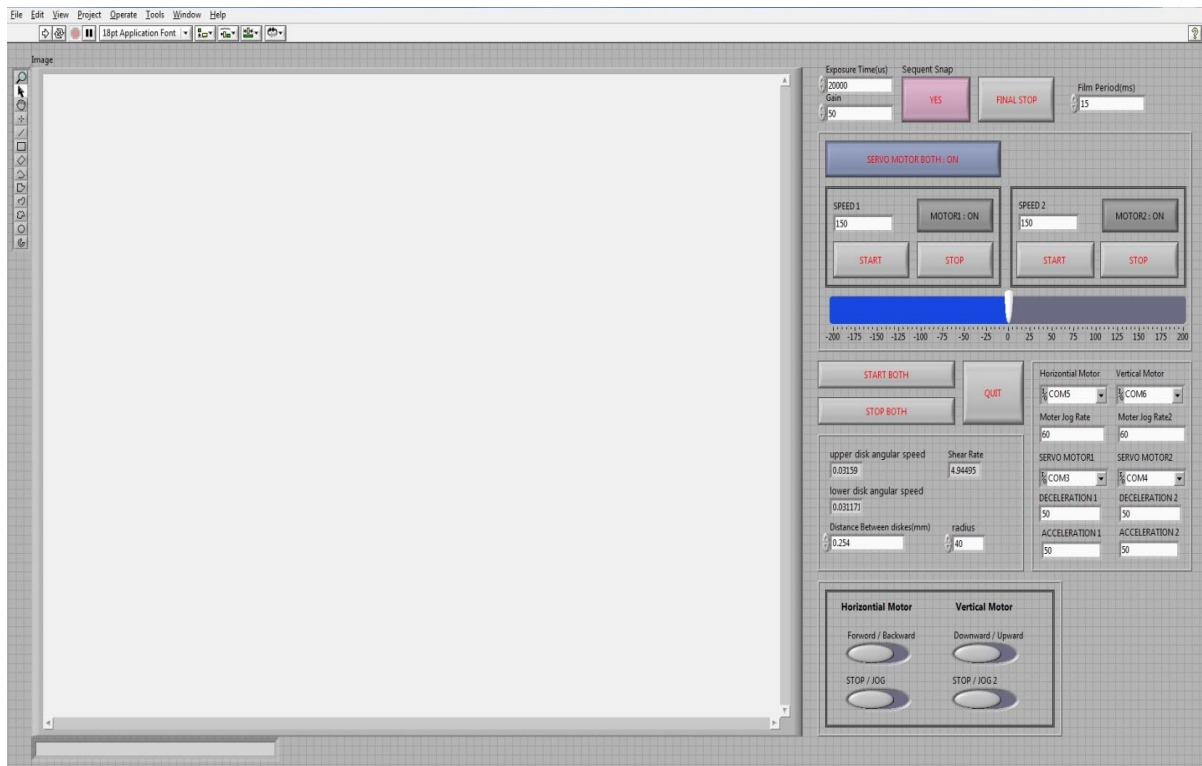 File Edit View Project Operate Tools Window Help
18pt Application Font
Image
Exposure Time(us) Sequent Snap
20000
Gain
50
YES
FINAL STOP
Film Period(ms)
15
SERVO MOTOR BOTH : ON
SPEED 1
150
MOTOR1 : ON
START STOP
SPEED 2
150
MOTOR2 : ON
START STOP
-200 -175 -150 -125 -100 -75 -50 -25 0 25 50 75 100 125 150 175 200
START BOTH
STOP BOTH
QUIT
Horizontial Motor Vertical Motor
COM5 COM6
Moter Jog Rate Moter Jog Rate2
60 60
SERVO MOTOR1 SERVO MOTOR2
COM3 COM4
DECELERATION 1 DECELERATION 2
50 50
ACCELERATION 1 ACCELERATION 2
50 50
upper disk angular speed Shear Rate
0.03159 4.94495
lower disk angular speed
0.031171
Distance Between diskes(mm) radius
0.254 40
Horizontial Motor Vertical Motor
Forword / Backward Downward / Upward
STOP / JOG STOP / JOG 2